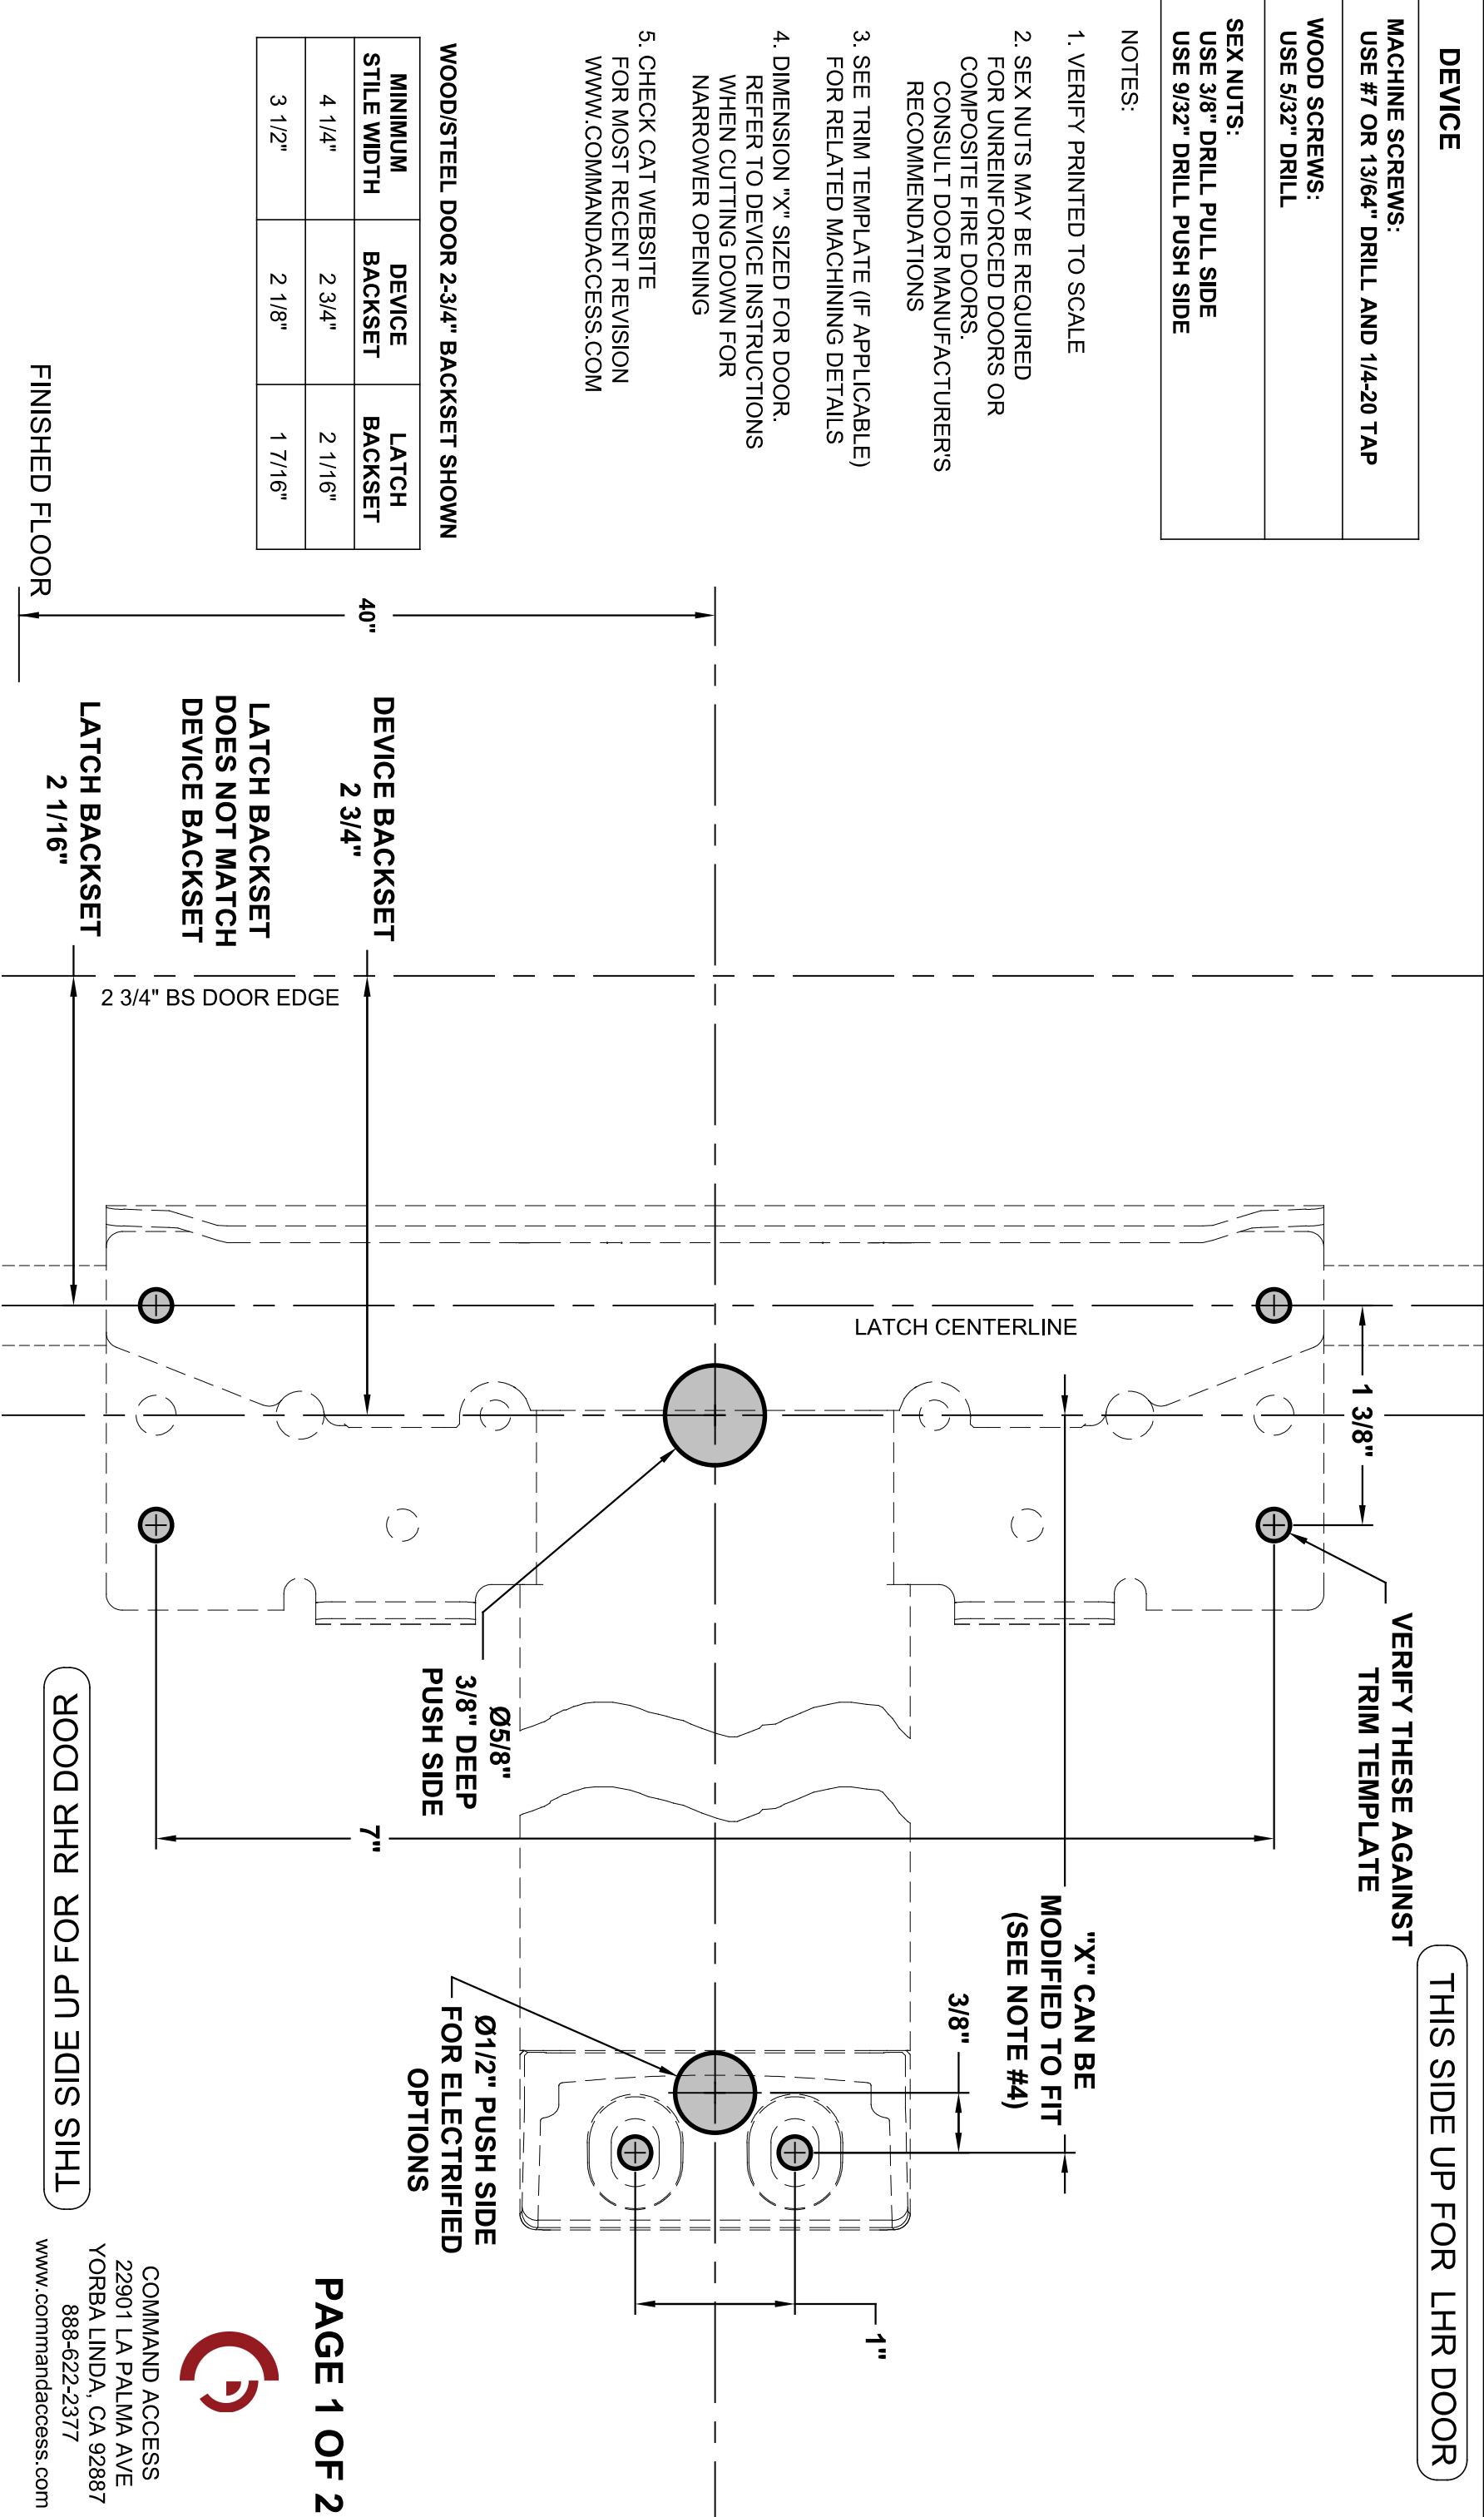 DEVICE
MACHINE SCREWS:
USE #7 OR 13/64" DRILL AND 1/4-20 TAP
WOOD SCREWS:
USE 5/32" DRILL
SEX NUTS:
USE 3/8" DRILL PULL SIDE
USE 9/32" DRILL PUSH SIDE
NOTES:
1. VERIFY PRINTED TO SCALE
2. SEX NUTS MAY BE REQUIRED
FOR UNREINFORCED DOORS OR
COMPOSITE FIRE DOORS.
CONSULT DOOR MANUFACTURER'S
RECOMMENDATIONS
3. SEE TRIM TEMPLATE (IF APPLICABLE)
FOR RELATED MACHINING DETAILS
4. DIMENSION "X" SIZED FOR DOOR.
REFER TO DEVICE INSTRUCTIONS
WHEN CUTTING DOWN FOR
NARROWER OPENING
5. CHECK CAT WEBSITE
FOR MOST RECENT REVISION
WWW.COMMANDACCESS.COM
WOOD/STEEL DOOR 2-3/4" BACKSET SHOWN
MINIMUM STILE WIDTH DEVICE BACKSET LATCH BACKSET
4 1/4" 2 3/4" 2 1/16"
3 1/2" 2 1/8" 1 7/16"
FINISHED FLOOR
40"
DEVICE BACKSET
2 3/4"
LATCH BACKSET
DOES NOT MATCH
DEVICE BACKSET
LATCH BACKSET
2 1/16"
2 3/4" BS DOOR EDGE
LATCH CENTERLINE
1 3/8"
VERIFY THESE AGAINST
TRIM TEMPLATE
THIS SIDE UP FOR LHR DOOR
Ø5/8"
3/8" DEEP
PUSH SIDE
7"
"X" CAN BE
MODIFIED TO FIT
(SEE NOTE #4)
3/8"
Ø1/2" PUSH SIDE
FOR ELECTRIFIED
OPTIONS
1"
THIS SIDE UP FOR RHR DOOR
PAGE 1 OF 2
COMMAND ACCESS
22901 LA PALMA AVE
YORBA LINDA, CA 92887
888-622-2377
www.commandaccess.com